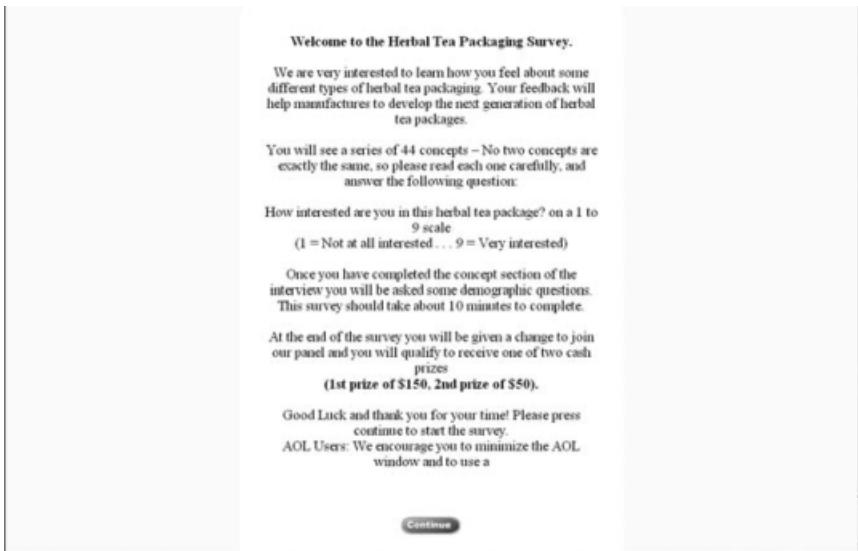 Welcome to the Herbal Tea Packaging Survey.
We are very interested to learn how you feel about some
different types of herbal tea packaging. Your feedback will
help manufactures to develop the next generation of herbal
tea packages.
You will see a series of 44 concepts – No two concepts are
exactly the same, so please read each one carefully, and
answer the following question:
How interested are you in this herbal tea package? on a 1 to
9 scale
(1 = Not at all interested . . . 9 = Very interested)
Once you have completed the concept section of the
interview you will be asked some demographic questions.
This survey should take about 10 minutes to complete.
At the end of the survey you will be given a change to join
our panel and you will qualify to receive one of two cash
prizes
(1st prize of $150, 2nd prize of $50).
Good Luck and thank you for your time! Please press
continue to start the survey.
AOL Users: We encourage you to minimize the AOL
window and to use a
Continue